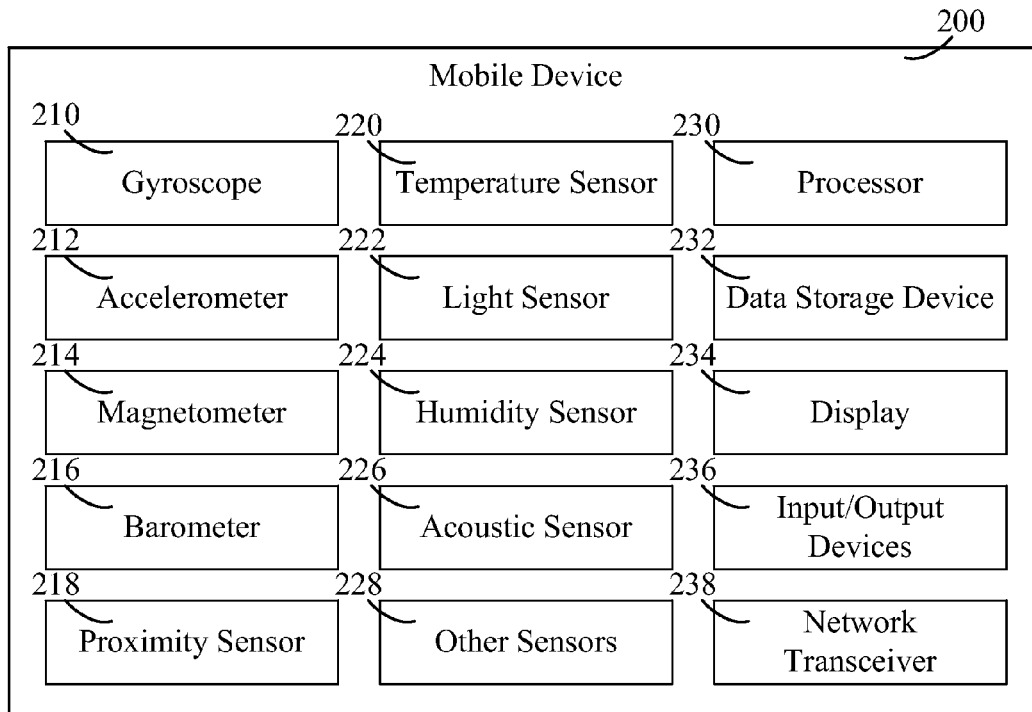 200
Mobile Device
210 220 230
Gyroscope Temperature Sensor Processor
212 222 232
Accelerometer Light Sensor Data Storage Device
214 224 234
Magnetometer Humidity Sensor Display
216 226 236
Barometer Acoustic Sensor Input/Output
Devices
218 228 238
Proximity Sensor Other Sensors Network
Transceiver